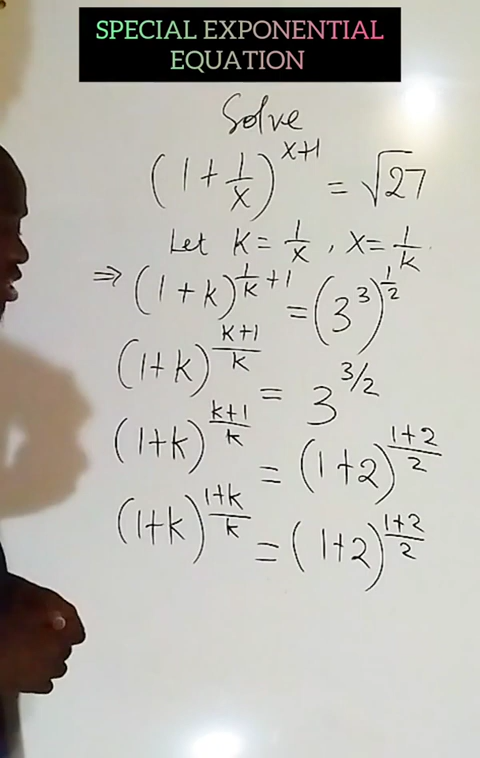 SPECIAL EXPONENTIAL
EQUATION
Solve
(1 + 1/x)^(x+1) = √27
Let K = 1/x , x = 1/k.
⇒ (1 + k)^(1/k + 1) = (3^3)^(1/2)
(1+k)^((k+1)/k) = 3^(3/2)
(1+k)^((k+1)/k) = (1+2)^((1+2)/2)
(1+k)^((1+k)/k) = (1+2)^((1+2)/2)